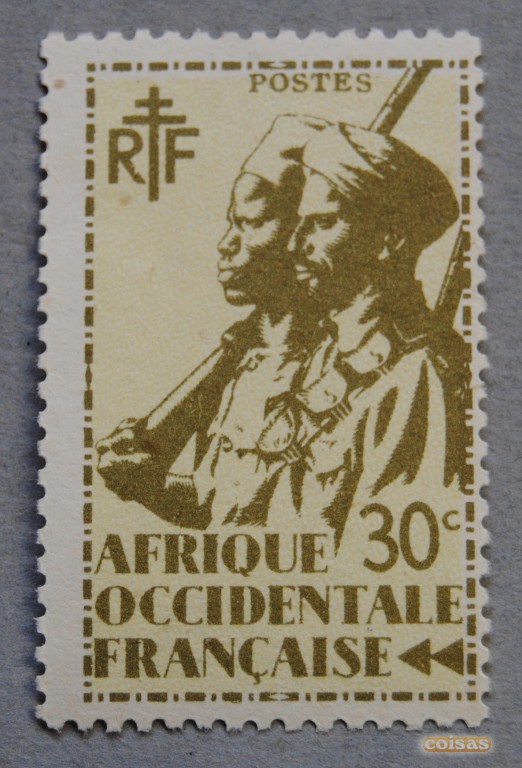 POSTES
RF
30c
AFRIQUE
OCCIDENTALE
FRANÇAISE
coisas